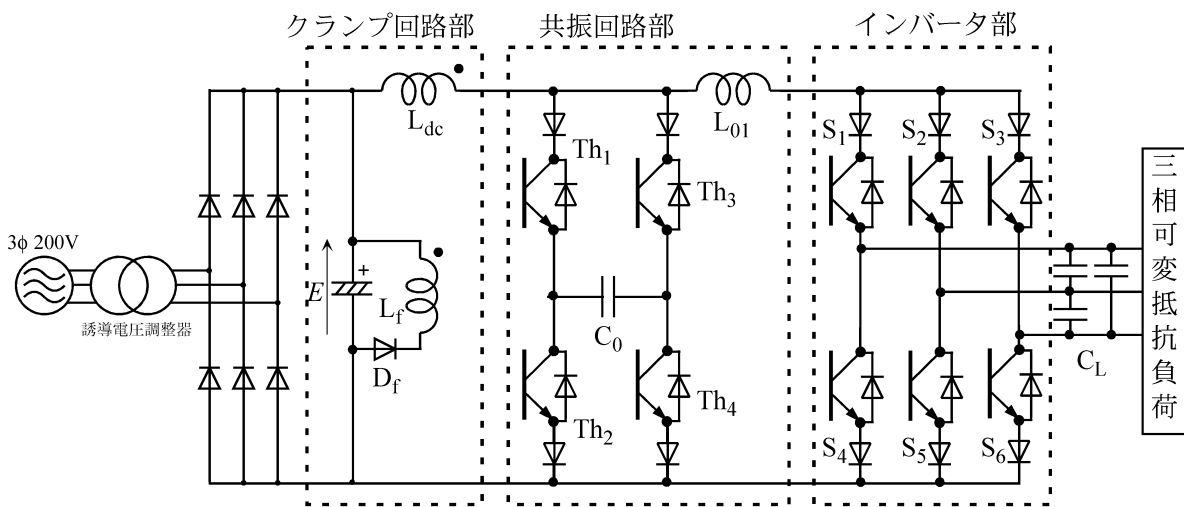 クランプ回路部
共振回路部
インバータ部
Ldc
L01
Th1
Th3
S1
S2
S3
3ϕ 200V
誘導電圧調整器
E
+
Lf
Df
C0
Th2
Th4
S4
S5
S6
CL
三相可変抵抗負荷